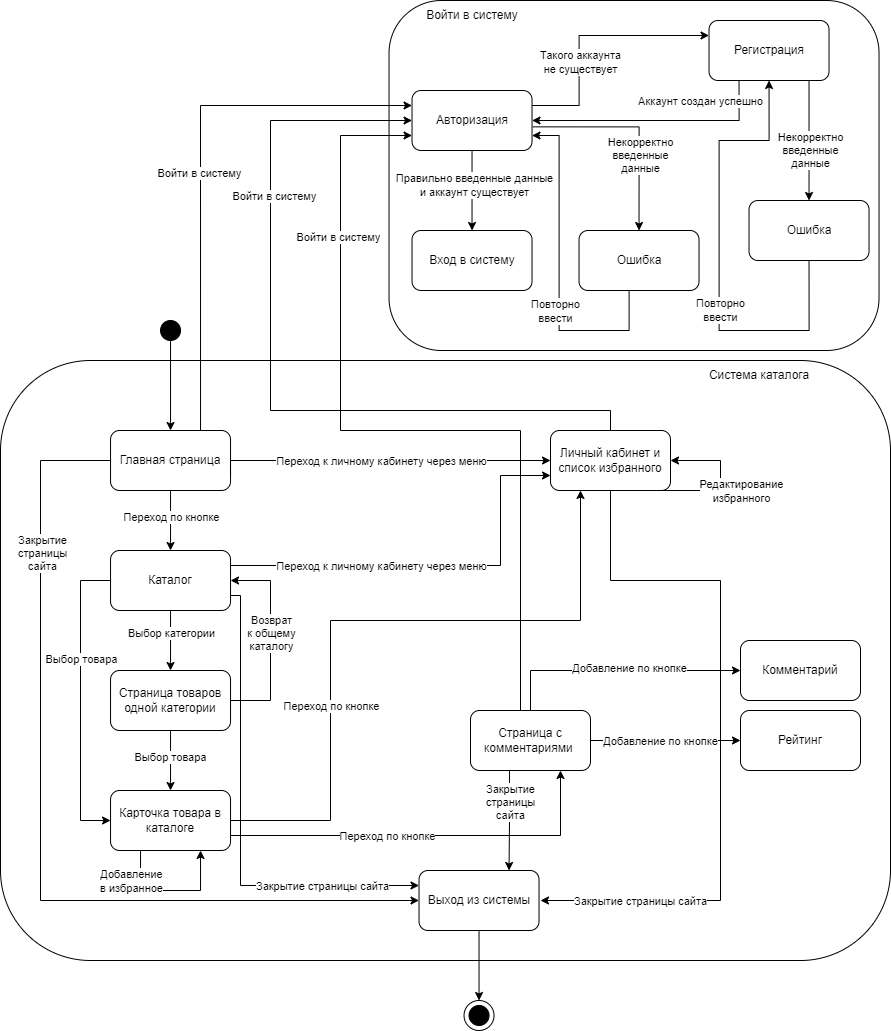 Войти в систему
Такого аккаунта
не существует
Регистрация
Аккаунт создан успешно
Авторизация
Некорректно
введенные
данные
Некорректно
введенные
данные
Войти в систему
Правильно введенные данные
и аккаунт существует
Войти в систему
Войти в систему
Вход в систему
Ошибка
Ошибка
Повторно
ввести
Повторно
ввести
Система каталога
Главная страница
Переход к личному кабинету через меню
Личный кабинет и
список избранного
Редактирование
избранного
Переход по кнопке
Закрытие
страницы
сайта
Каталог
Переход к личному кабинету через меню
Возврат
к общему
каталогу
Выбор категории
Выбор товара
Страница товаров
одной категории
Переход по кнопке
Добавление по кнопке
Комментарий
Страница с
комментариями
Добавление по кнопке
Рейтинг
Выбор товара
Закрытие
страницы
сайта
Карточка товара в
каталоге
Переход по кнопке
Добавление
в избранное
Закрытие страницы сайта
Выход из системы
Закрытие страницы сайта